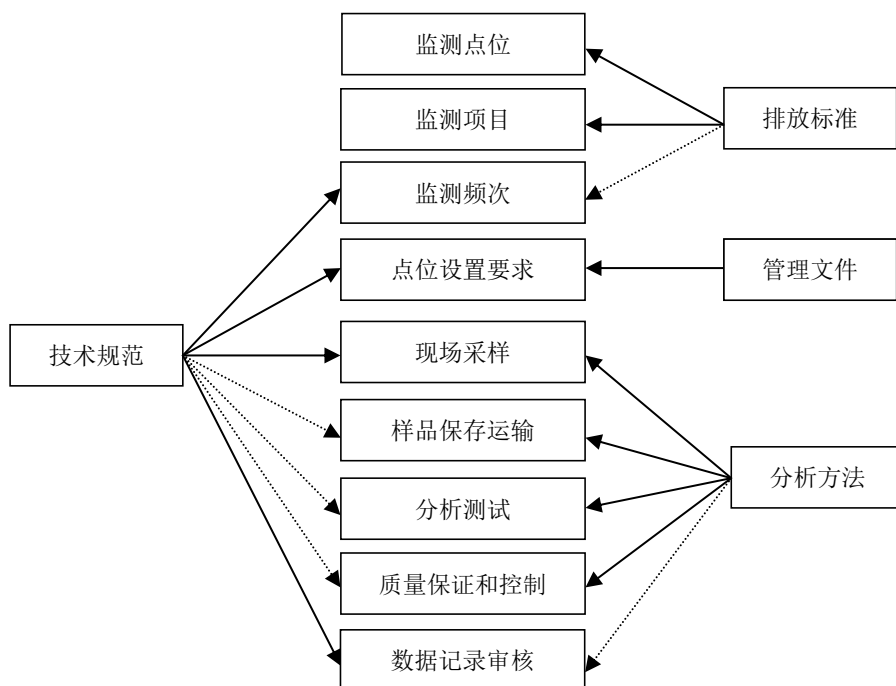 监测点位
监测项目
排放标准
监测频次
点位设置要求
管理文件
技术规范
现场采样
样品保存运输
分析方法
分析测试
质量保证和控制
数据记录审核